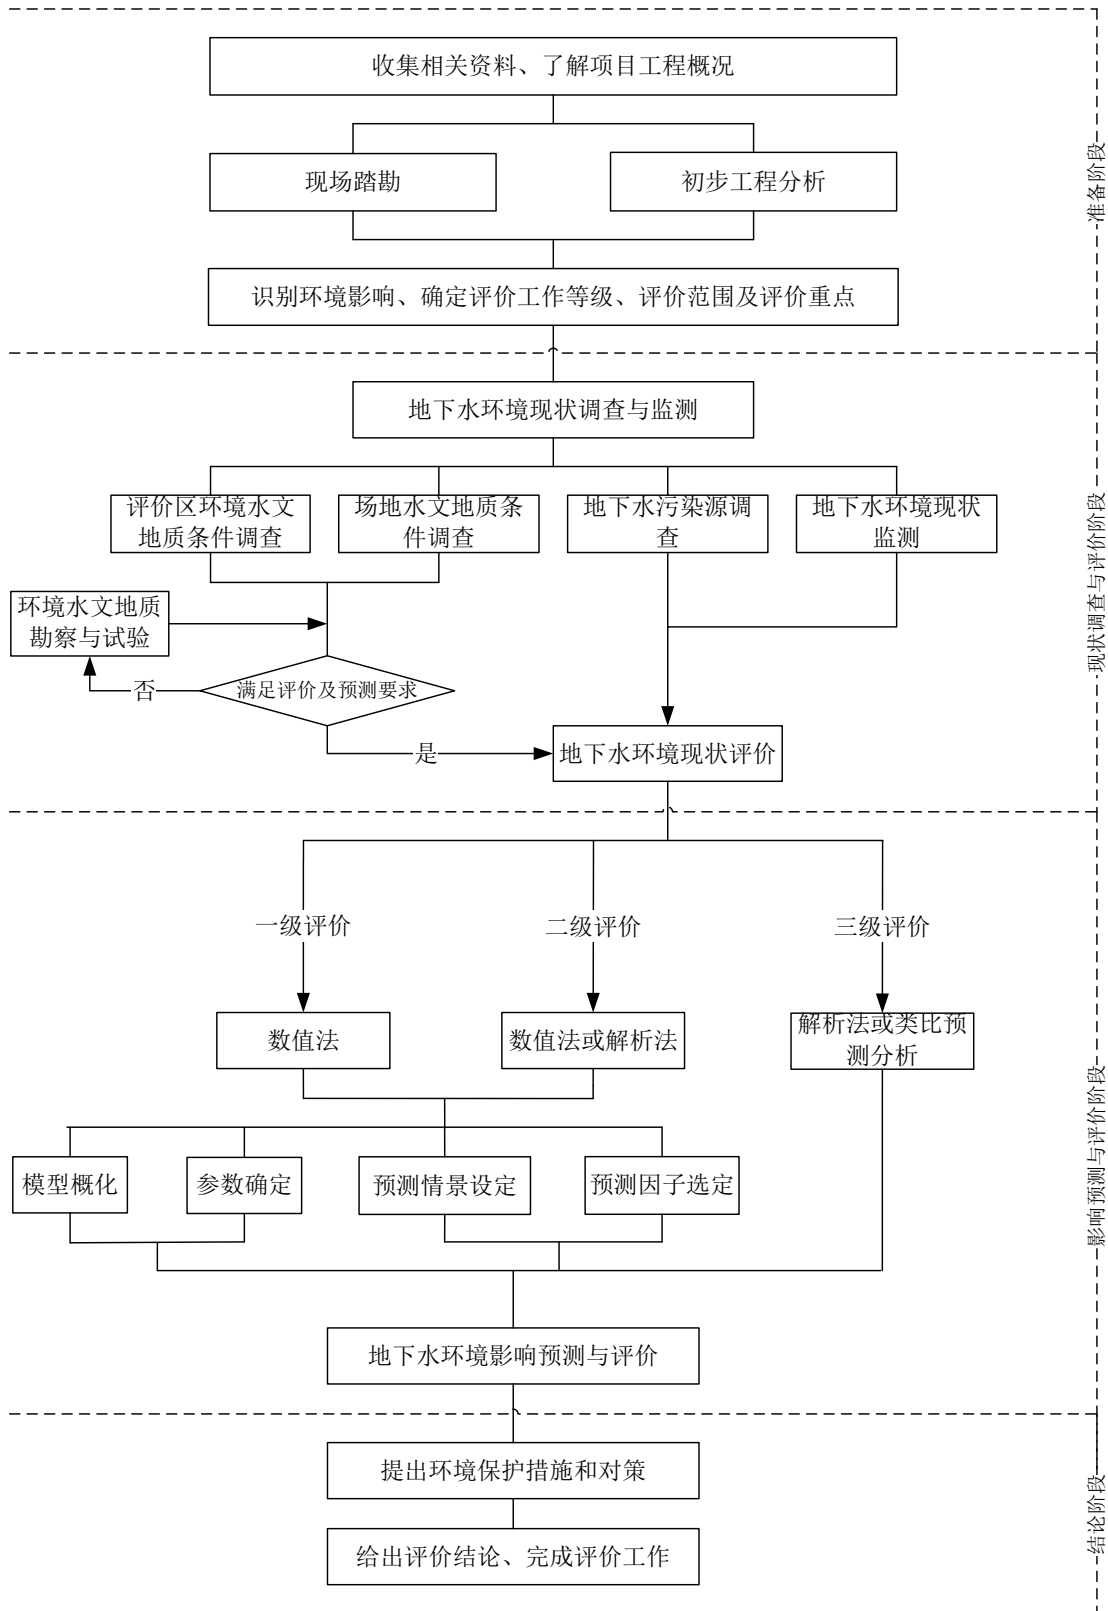 收集相关资料、了解项目工程概况
现场踏勘
初步工程分析
准备阶段
识别环境影响、确定评价工作等级、评价范围及评价重点
地下水环境现状调查与监测
评价区环境水文
地质条件调查
场地水文地质条
件调查
地下水污染源调
查
地下水环境现状
监测
现状调查与评价阶段
环境水文地质
勘察与试验
满足评价及预测要求
否
是
地下水环境现状评价
一级评价
二级评价
三级评价
数值法
数值法或解析法
解析法或类比预
测分析
影响预测与评价阶段
模型概化
参数确定
预测情景设定
预测因子选定
地下水环境影响预测与评价
提出环境保护措施和对策
给出评价结论、完成评价工作
结论阶段